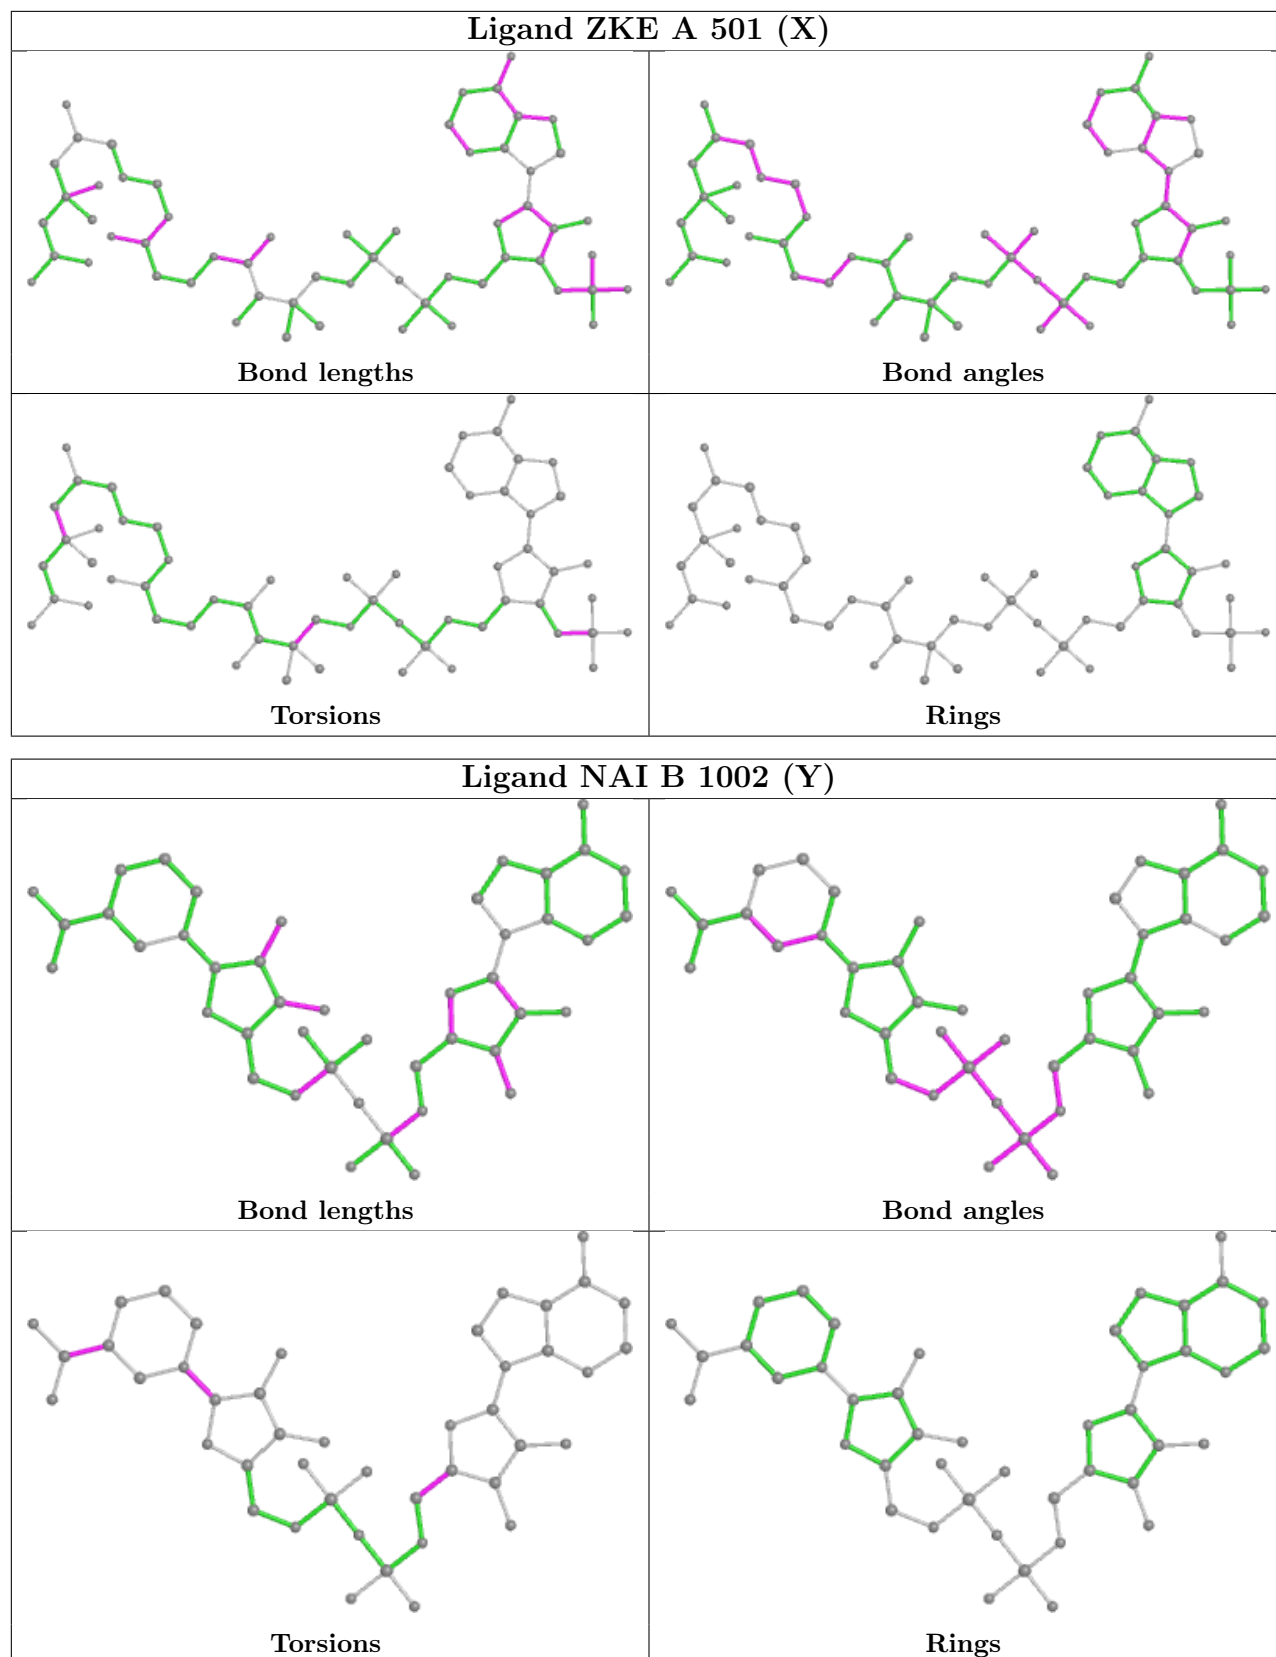 Ligand ZKE A 501 (X)
Bond lengths
Bond angles
Torsions
Rings
Ligand NAI B 1002 (Y)
Bond lengths
Bond angles
Torsions
Rings